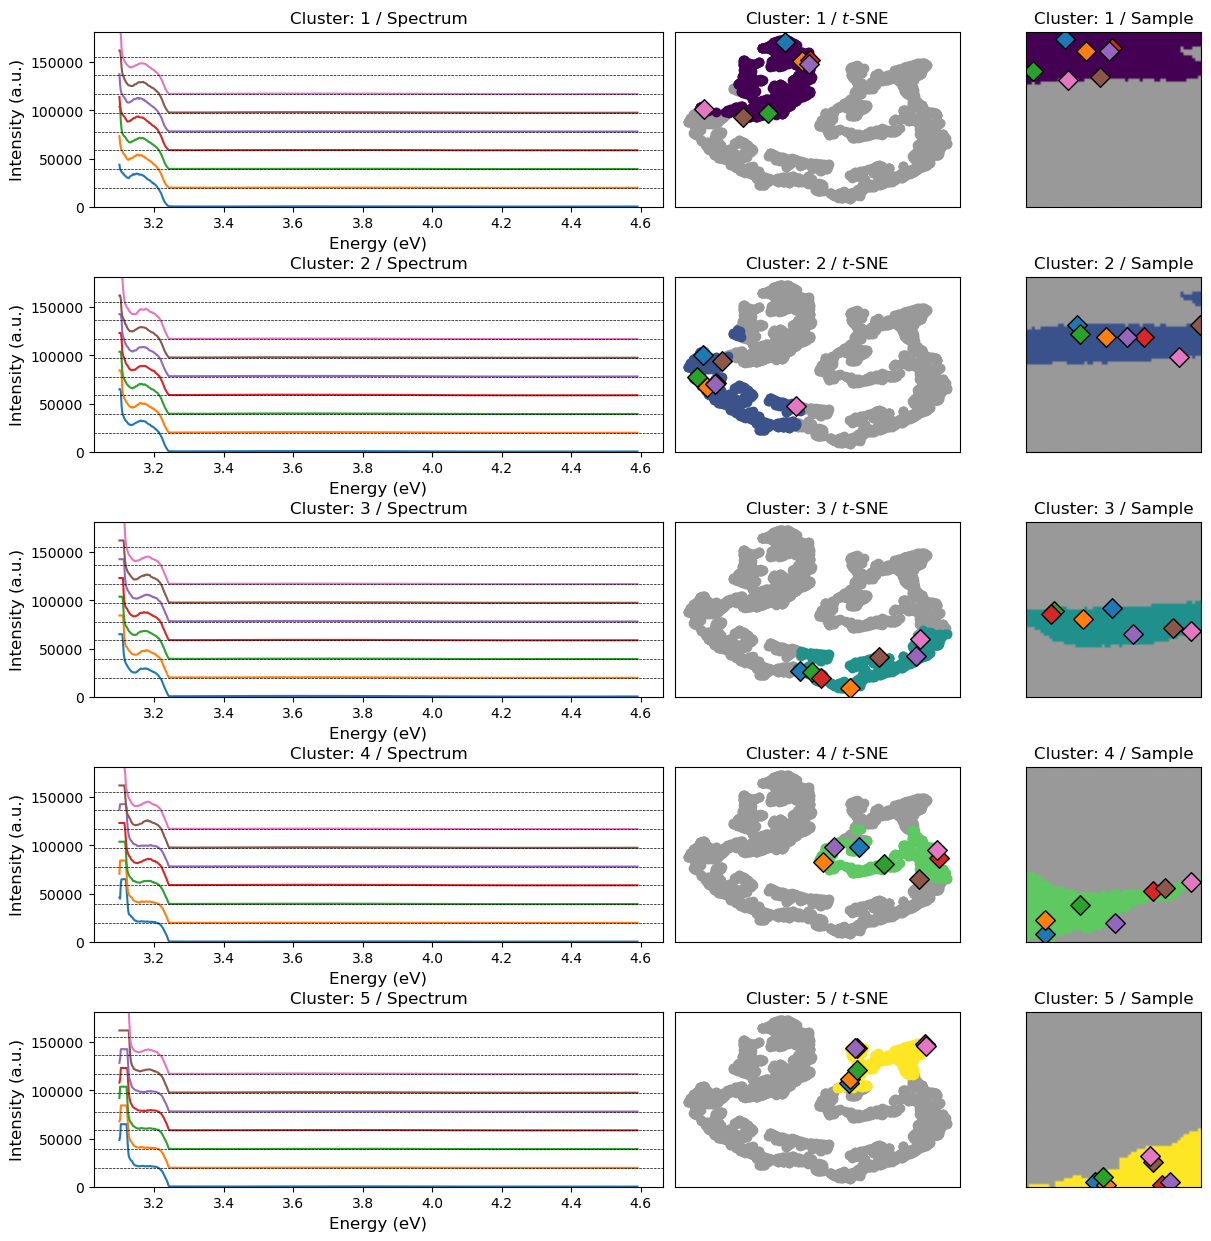 Cluster: 1 / Spectrum
Cluster: 1 / t-SNE
Cluster: 1 / Sample
150000
100000
50000
0
Intensity (a.u.)
3.2 3.4 3.6 3.8 4.0 4.2 4.4 4.6
Energy (eV)
Cluster: 2 / Spectrum
Cluster: 2 / t-SNE
Cluster: 2 / Sample
150000
100000
50000
0
Intensity (a.u.)
3.2 3.4 3.6 3.8 4.0 4.2 4.4 4.6
Energy (eV)
Cluster: 3 / Spectrum
Cluster: 3 / t-SNE
Cluster: 3 / Sample
150000
100000
50000
0
Intensity (a.u.)
3.2 3.4 3.6 3.8 4.0 4.2 4.4 4.6
Energy (eV)
Cluster: 4 / Spectrum
Cluster: 4 / t-SNE
Cluster: 4 / Sample
150000
100000
50000
0
Intensity (a.u.)
3.2 3.4 3.6 3.8 4.0 4.2 4.4 4.6
Energy (eV)
Cluster: 5 / Spectrum
Cluster: 5 / t-SNE
Cluster: 5 / Sample
150000
100000
50000
0
Intensity (a.u.)
3.2 3.4 3.6 3.8 4.0 4.2 4.4 4.6
Energy (eV)